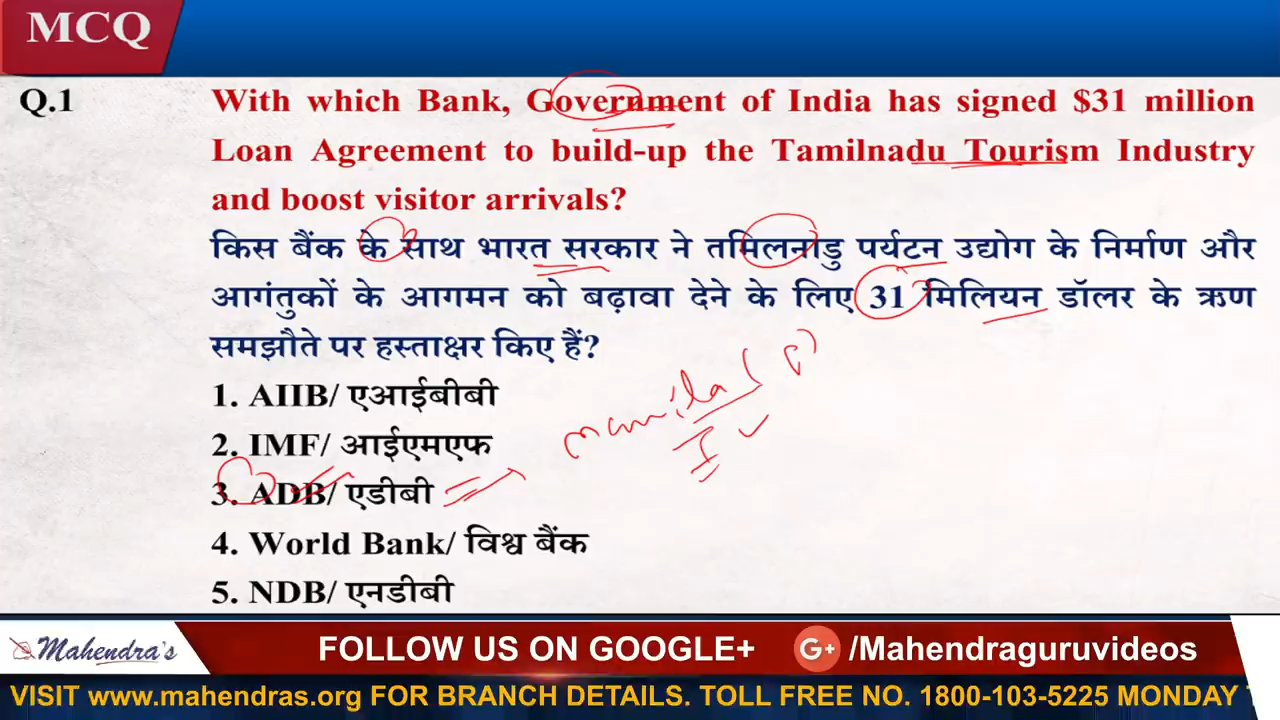 MCQ
Q.1
With which Bank, Government of India has signed $31 million
Loan Agreement to build-up the Tamilnadu Tourism Industry
and boost visitor arrivals?
किस बैंक के साथ भारत सरकार ने तमिलनाडु पर्यटन उद्योग के निर्माण और
आगंतुकों के आगमन को बढ़ावा देने के लिए 31 मिलियन डॉलर के ऋण
समझौते पर हस्ताक्षर किए हैं?
1. AIIB/ एआईबीबी
2. IMF/ आईएमएफ
3. ADB/ एडीबी
manila (P)
4. World Bank/ विश्व बैंक
5. NDB/ एनडीबी
Mahendra's
FOLLOW US ON GOOGLE+ G+ /Mahendraguruvideos
VISIT www.mahendras.org FOR BRANCH DETAILS. TOLL FREE NO. 1800-103-5225 MONDAY